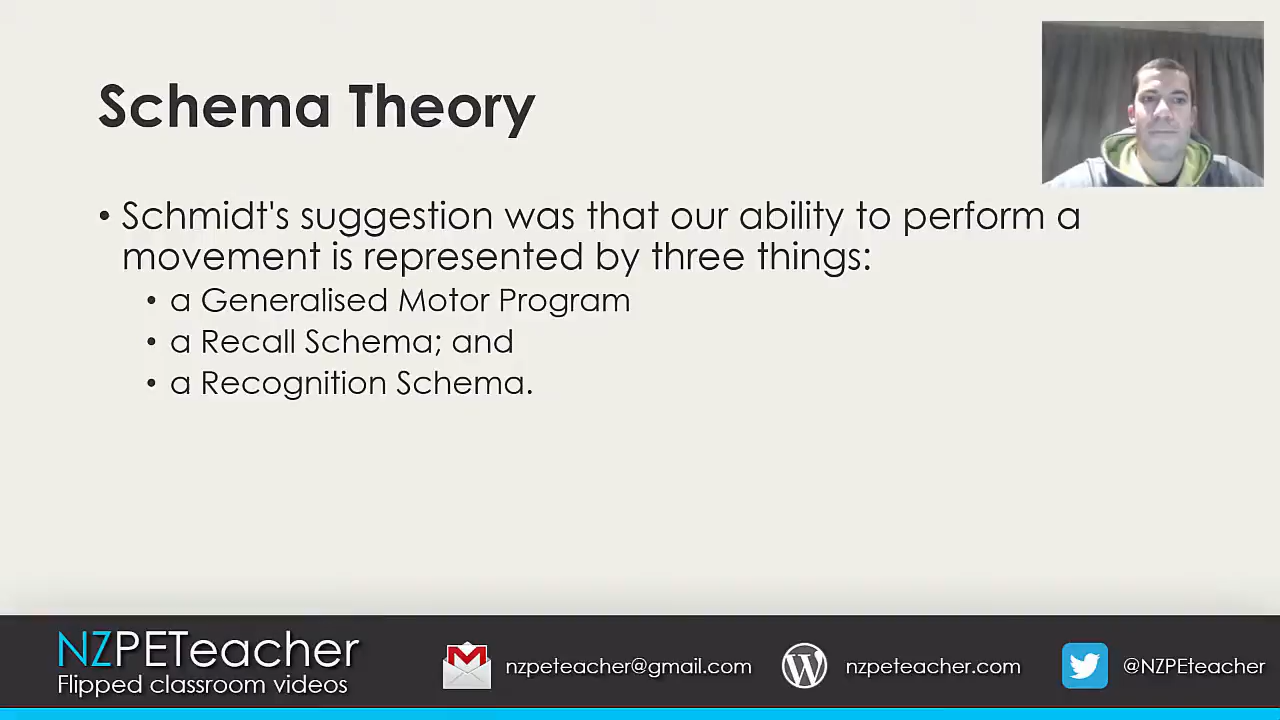 Schema Theory
• Schmidt's suggestion was that our ability to perform a
movement is represented by three things:
• a Generalised Motor Program
• a Recall Schema; and
• a Recognition Schema.
NZPETeacher
Flipped classroom videos
nzpeteacher@gmail.com
nzpeteacher.com
@NZPEteacher